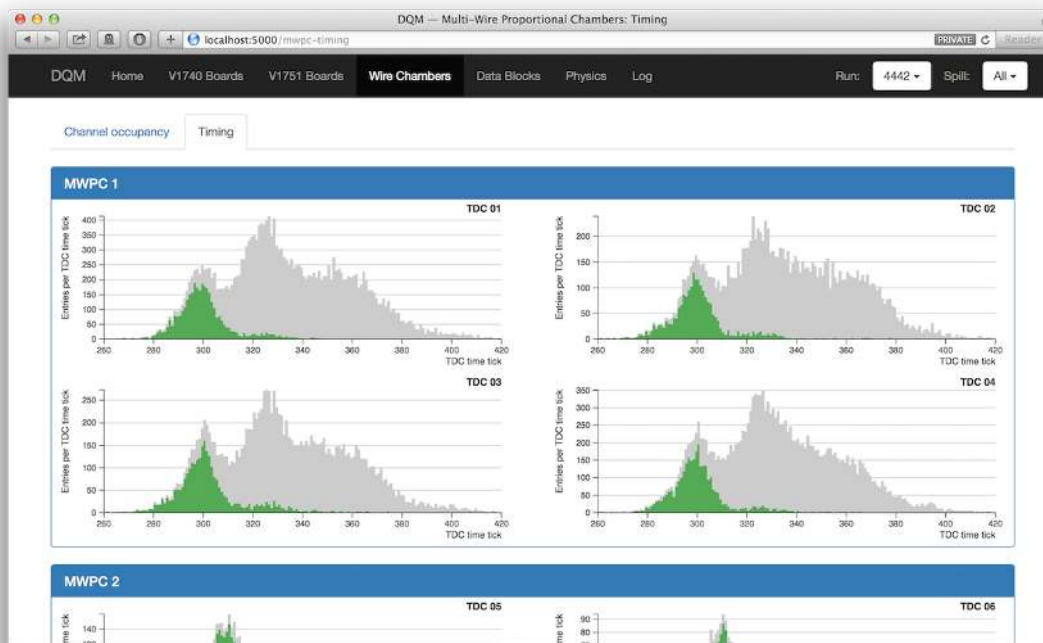 DQM — Multi-Wire Proportional Chambers: Timing
localhost:5000/mwpc-timing PRIVATE Reader
DQM Home V1740 Boards V1751 Boards Wire Chambers Data Blocks Physics Log Run: 4442 Spill: All
Channel occupancy Timing
MWPC 1
TDC 01
Entries per TDC time tick
400
350
300
250
200
150
100
50
0
260 280 300 320 340 360 380 400 420
TDC time tick
TDC 02
Entries per TDC time tick
200
150
100
50
0
260 280 300 320 340 360 380 400 420
TDC time tick
TDC 03
Entries per TDC time tick
250
200
150
100
50
0
260 280 300 320 340 360 380 400 420
TDC time tick
TDC 04
Entries per TDC time tick
350
300
250
200
150
100
50
0
260 280 300 320 340 360 380 400 420
TDC time tick
MWPC 2
TDC 05
me tick
140
TDC 06
me tick
90
80